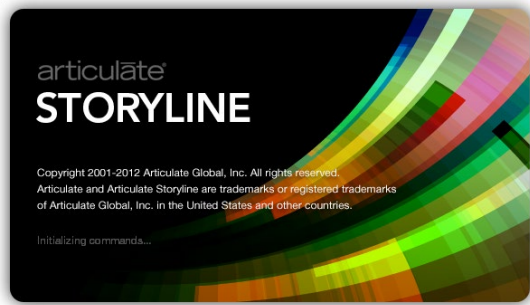 articulāte®
STORYLINE
Copyright 2001-2012 Articulate Global, Inc. All rights reserved.
Articulate and Articulate Storyline are trademarks or registered trademarks
of Articulate Global, Inc. in the United States and other countries.
Initializing commands...